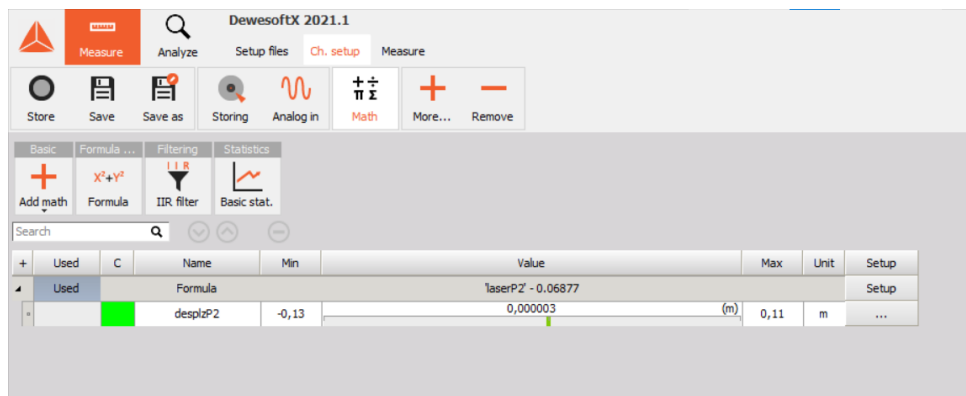 DewesoftX 2021.1
Measure
Analyze
Setup files
Ch. setup
Measure
Store
Save
Save as
Storing
Analog in
Math
More...
Remove
Basic
Formula ...
Filtering
Statistics
Add math
X²+Y²
Formula
IIR
IIR filter
Basic stat.
Search
+ Used C Name Min Value Max Unit Setup
Used Formula 'laserP2' - 0.06877 Setup
desplzP2 -0,13 0,000003 (m) 0,11 m ...